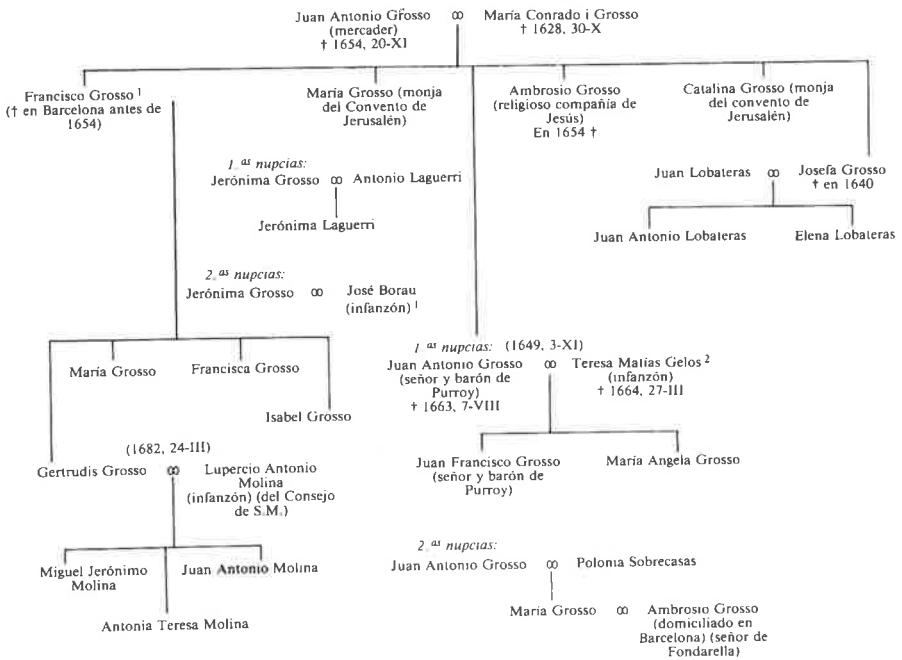 Juan Antonio Grosso ∞ María Conrado i Grosso
(mercader) † 1628, 30-X
† 1654, 20-XI
Francisco Grosso 1
(† en Barcelona antes de
1654)
María Grosso (monja
del Convento de
Jerusalén)
Ambrosio Grosso
(religioso compañía de
Jesús)
En 1654 †
Catalina Grosso (monja
del convento de
Jerusalén)
1.as nupcias:
Jerónima Grosso ∞ Antonio Laguerri
Jerónima Laguerri
Juan Lobateras ∞ Josefa Grosso
† en 1640
Juan Antonio Lobateras
Elena Lobateras
2.as nupcias:
Jerónima Grosso ∞ José Borau
(infanzón) 1
María Grosso
Francisca Grosso
Isabel Grosso
1.as nupcias: (1649, 3-XI)
Juan Antonio Grosso ∞ Teresa Matías Gelos 2
(señor y barón de (infanzón)
Purroy) † 1664, 27-III
† 1663, 7-VIII
(1682, 24-III)
Gertrudis Grosso ∞ Lupercio Antonio
Molina
(infanzón) (del Consejo
de S.M.)
Juan Francisco Grosso
(señor y barón de
Purroy)
María Angela Grosso
Miguel Jerónimo
Molina
Juan Antonio Molina
Antonia Teresa Molina
2.as nupcias:
Juan Antonio Grosso ∞ Polonia Sobrecasas
María Grosso ∞ Ambrosio Grosso
(domiciliado en
Barcelona) (señor de
Fondarella)